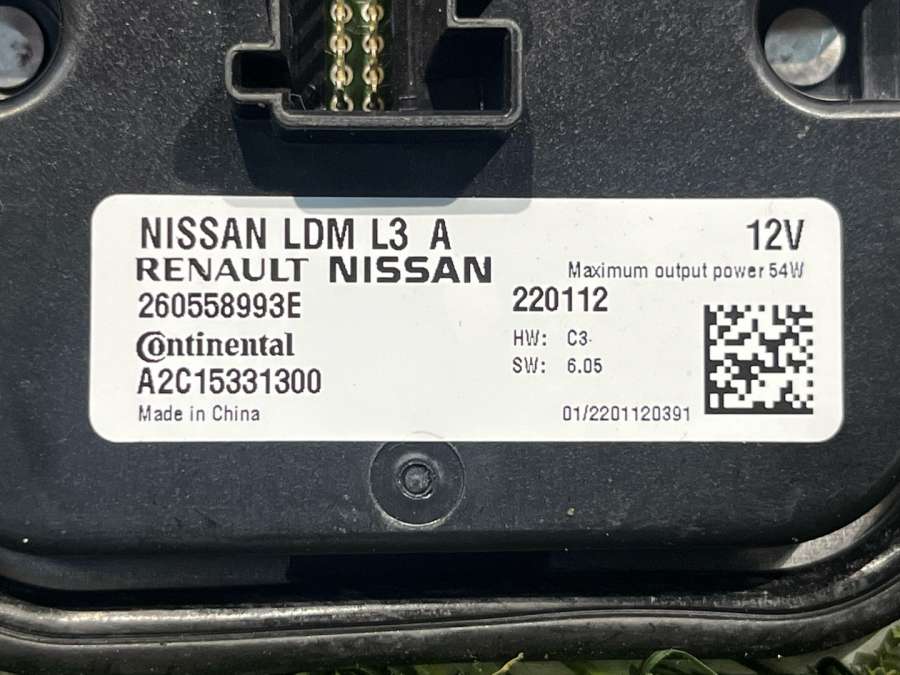 NISSAN LDM L3 A 12V
RENAULT NISSAN Maximum output power 54W
260558993E 220112
Continental HW: C3
A2C15331300 SW: 6.05
Made in China 01/2201120391